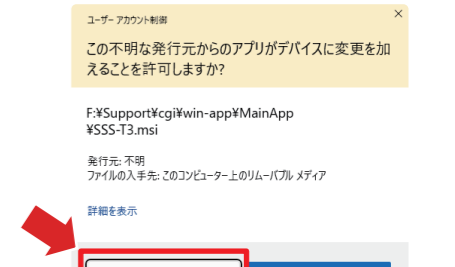 ユーザー アカウント制御
この不明な発行元からのアプリがデバイスに変更を加
えることを許可しますか?
F:¥Support¥cgi¥win-app¥MainApp
¥SSS-T3.msi
発行元: 不明
ファイルの入手先: このコンピューター上のリムーバブル メディア
詳細を表示